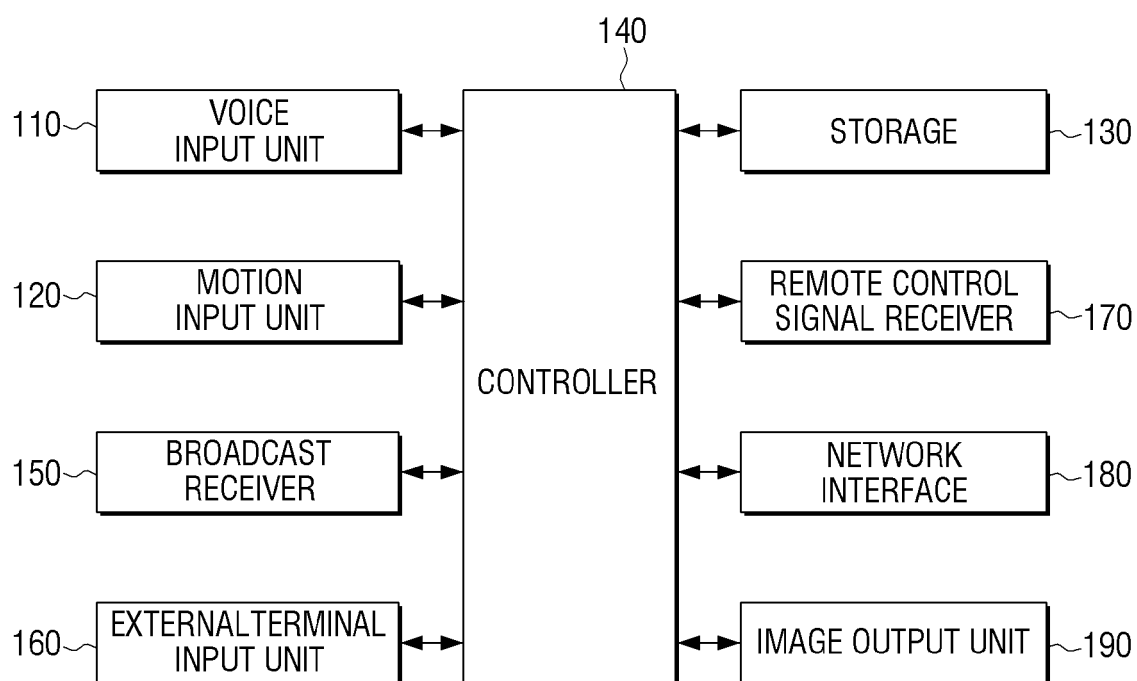 140
110
VOICE
INPUT UNIT
STORAGE
130
120
MOTION
INPUT UNIT
REMOTE CONTROL
SIGNAL RECEIVER
170
CONTROLLER
150
BROADCAST
RECEIVER
NETWORK
INTERFACE
180
160
EXTERNALTERMINAL
INPUT UNIT
IMAGE OUTPUT UNIT
190